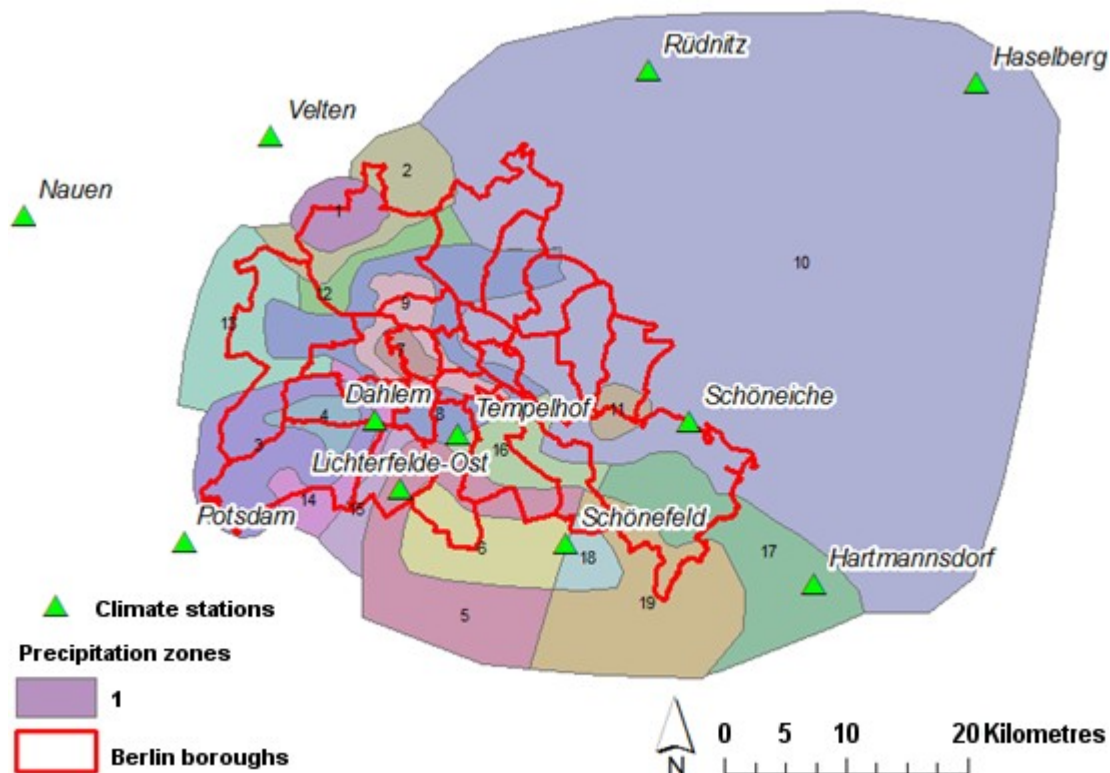 Rüdnitz
Haselberg
Velten
2
Nauen
1
10
12
9
13
7
Dahlem
Schöneiche
4
8
Tempelhof
11
3
16
Lichterfelde-Ost
14
15
Potsdam
Schönefeld
6
18
17
Hartmannsdorf
19
5
Climate stations
Precipitation zones
1
Berlin boroughs
0 5 10 20 Kilometres
N